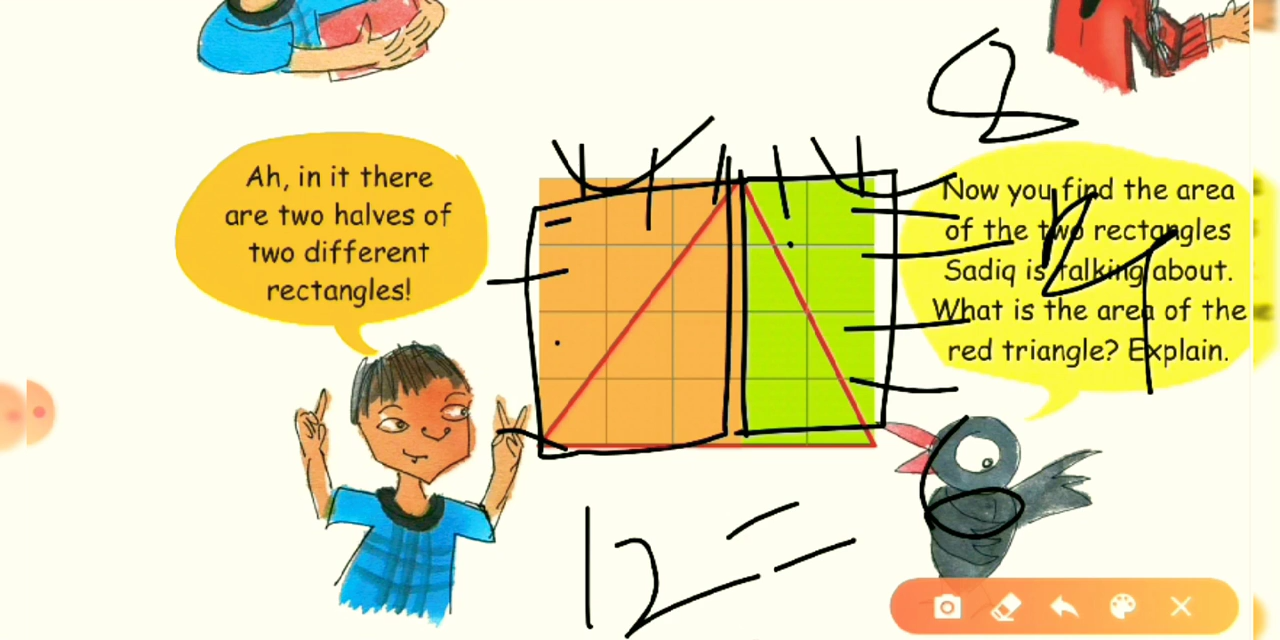 8
Ah, in it there
are two halves of
two different
rectangles!
Now you find the area
of the two rectangles
Sadiq is talking about.
What is the area of the
red triangle? Explain.
12 =
6